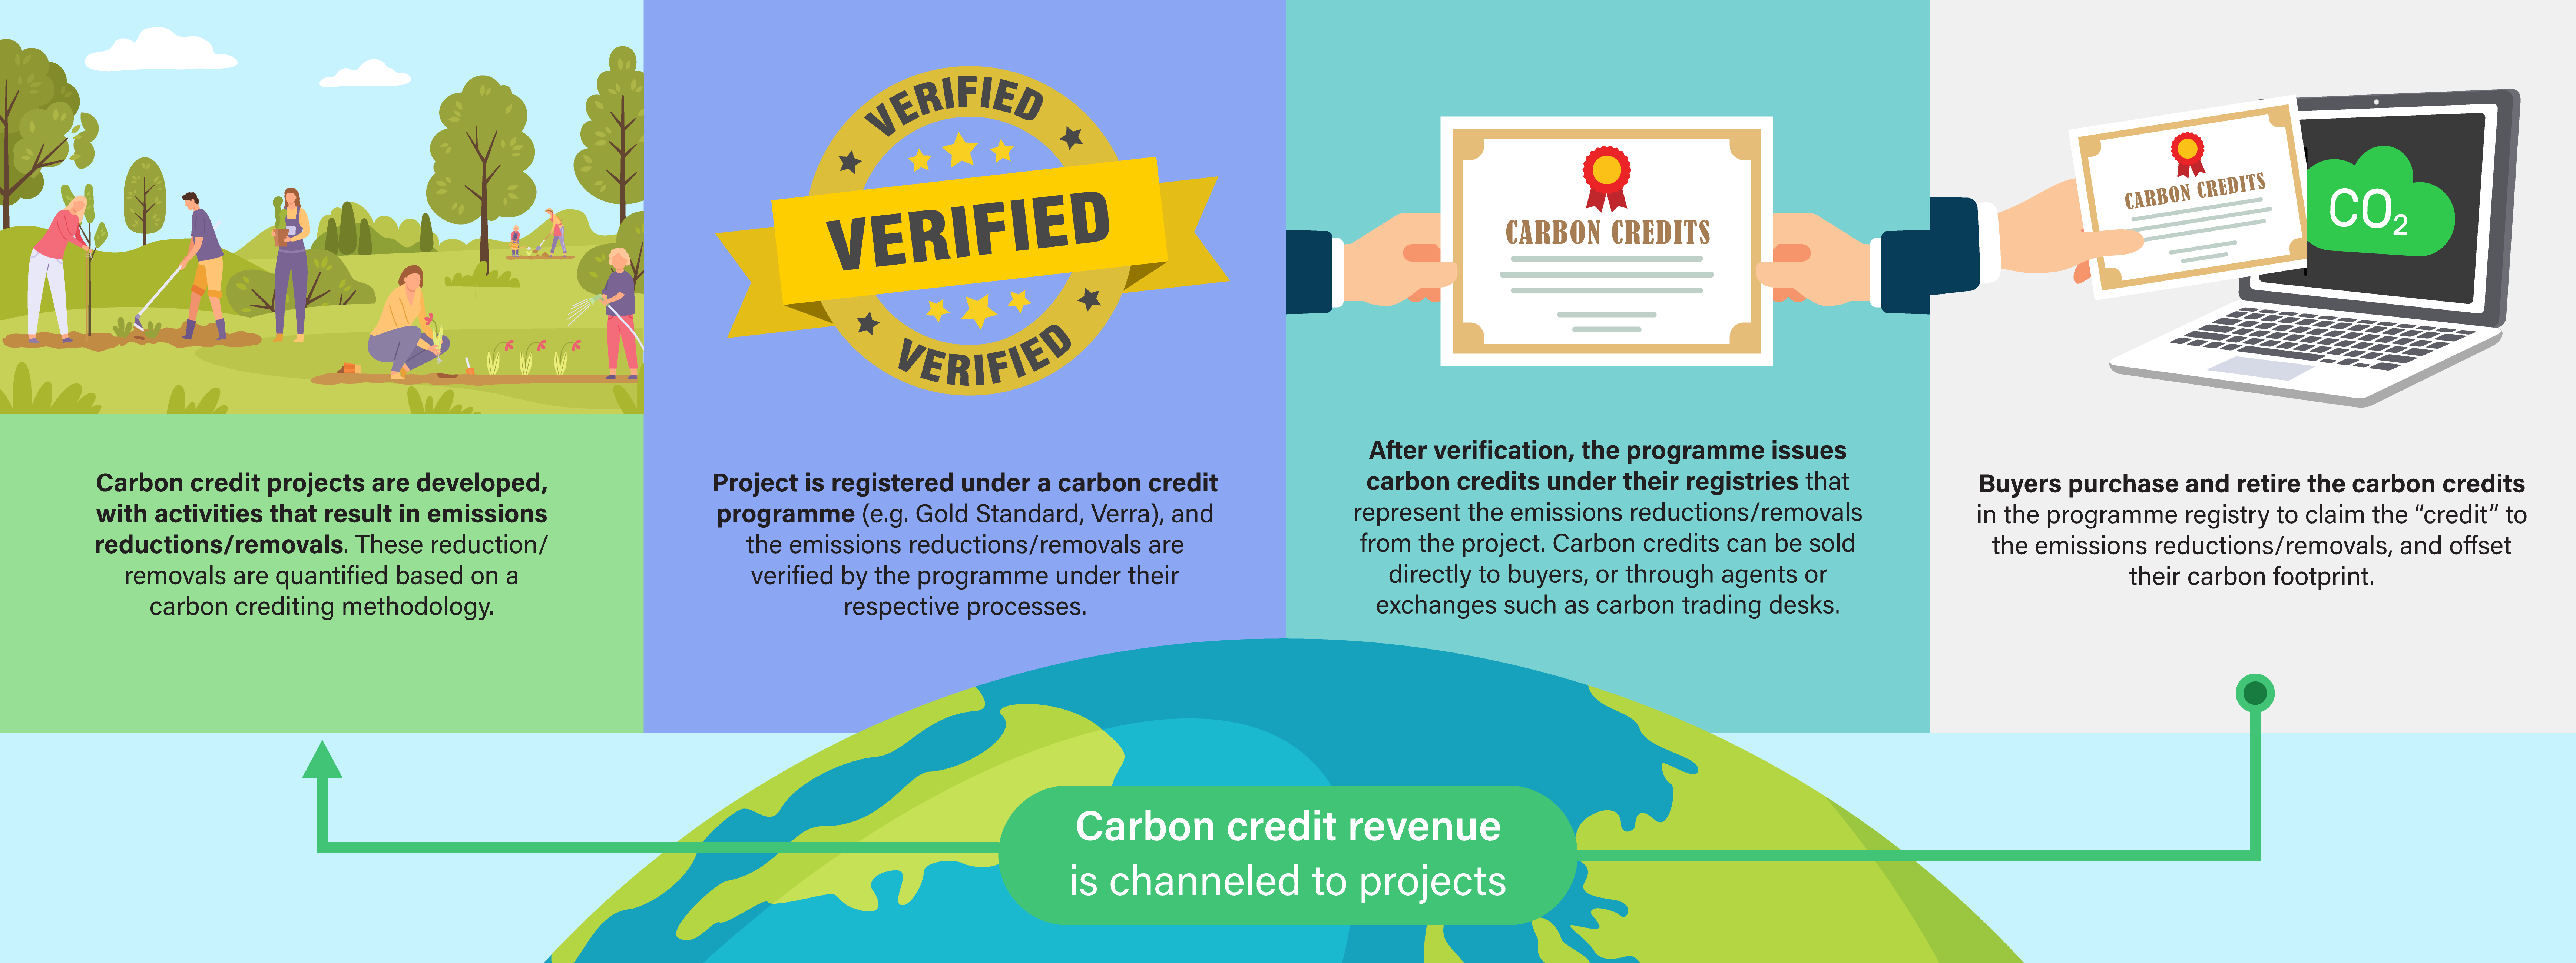 VERIFIED
VERIFIED
VERIFIED
CARBON CREDITS
CARBON CREDITS
CO2
Carbon credit projects are developed,
with activities that result in emissions
reductions/removals. These reduction/
removals are quantified based on a
carbon crediting methodology.
Project is registered under a carbon credit
programme (e.g. Gold Standard, Verra), and
the emissions reductions/removals are
verified by the programme under their
respective processes.
After verification, the programme issues
carbon credits under their registries that
represent the emissions reductions/removals
from the project. Carbon credits can be sold
directly to buyers, or through agents or
exchanges such as carbon trading desks.
Buyers purchase and retire the carbon credits
in the programme registry to claim the “credit” to
the emissions reductions/removals, and offset
their carbon footprint.
Carbon credit revenue
is channeled to projects